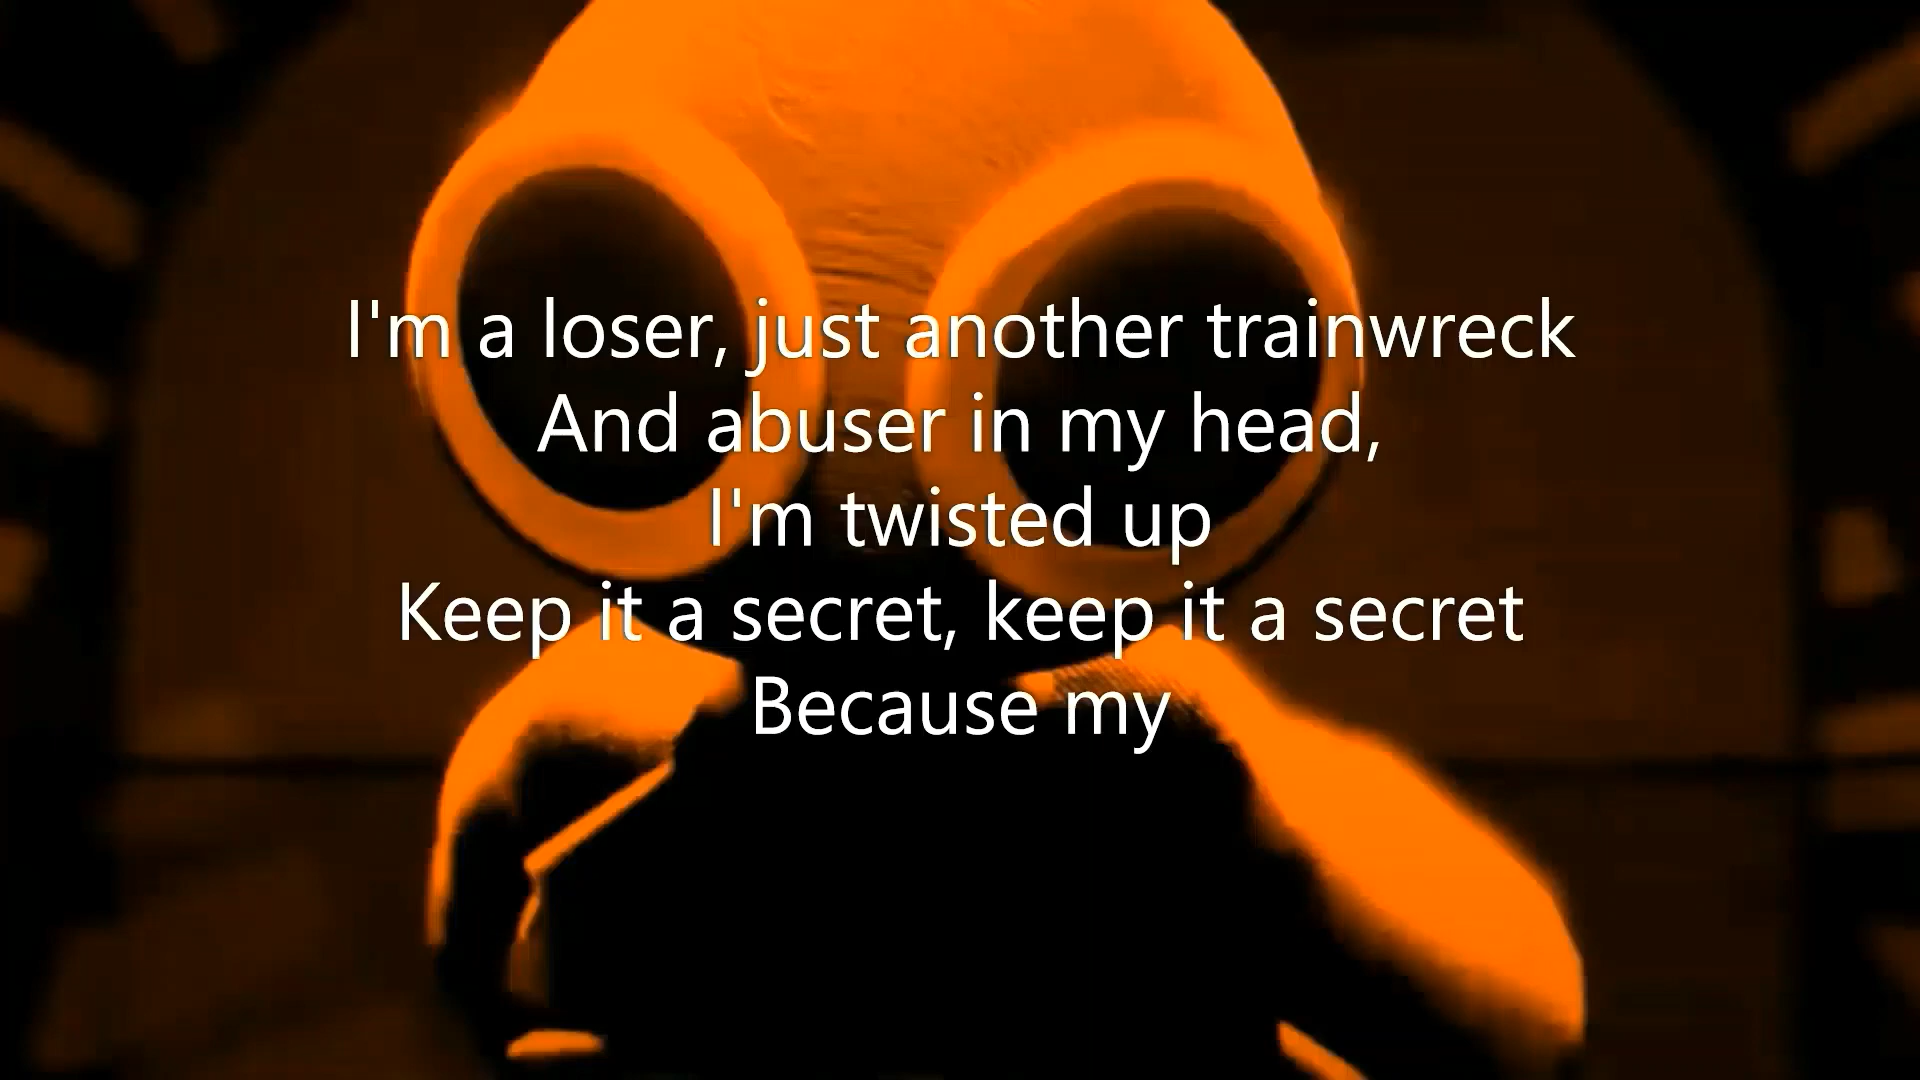 I'm a loser, just another trainwreck
And abuser in my head,
I'm twisted up
Keep it a secret, keep it a secret
Because my